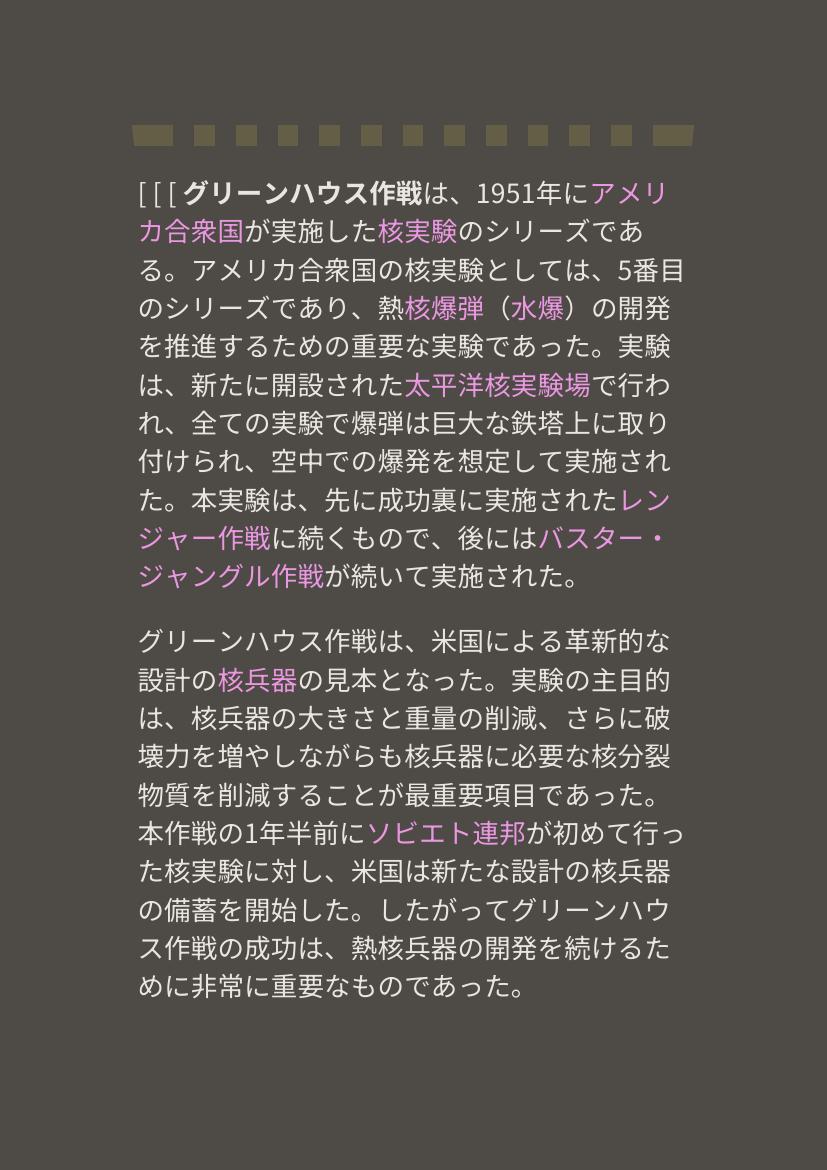 [ [ [ グリーンハウス作戦は、1951年にアメリ
カ合衆国が実施した核実験のシリーズであ
る。アメリカ合衆国の核実験としては、5番目
のシリーズであり、熱核爆弾（水爆）の開発
を推進するための重要な実験であった。実験
は、新たに開設された太平洋核実験場で行わ
れ、全ての実験で爆弾は巨大な鉄塔上に取り
付けられ、空中での爆発を想定して実施され
た。本実験は、先に成功裏に実施されたレン
ジャー作戦に続くもので、後にはバスター・
ジャングル作戦が続いて実施された。
グリーンハウス作戦は、米国による革新的な
設計の核兵器の見本となった。実験の主目的
は、核兵器の大きさと重量の削減、さらに破
壊力を増やしながらも核兵器に必要な核分裂
物質を削減することが最重要項目であった。
本作戦の1年半前にソビエト連邦が初めて行っ
た核実験に対し、米国は新たな設計の核兵器
の備蓄を開始した。したがってグリーンハウ
ス作戦の成功は、熱核兵器の開発を続けるた
めに非常に重要なものであった。